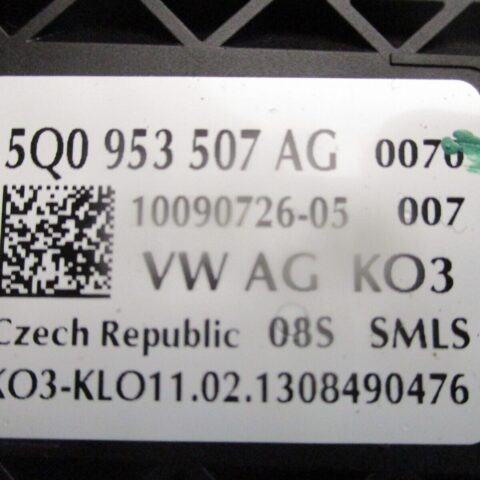 5Q0 953 507 AG 0070
10090726-05 007
VW AG KO3
Czech Republic 08S SMLS
KO3-KLO11.02.1308490476